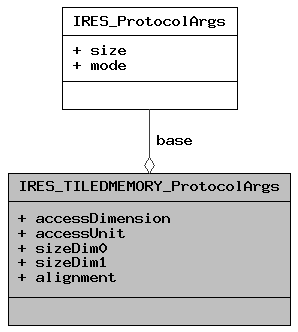 IRES_ProtocolArgs
+ size
+ mode
base
IRES_TILEDMEMORY_ProtocolArgs
+ accessDimension
+ accessUnit
+ sizeDim0
+ sizeDim1
+ alignment